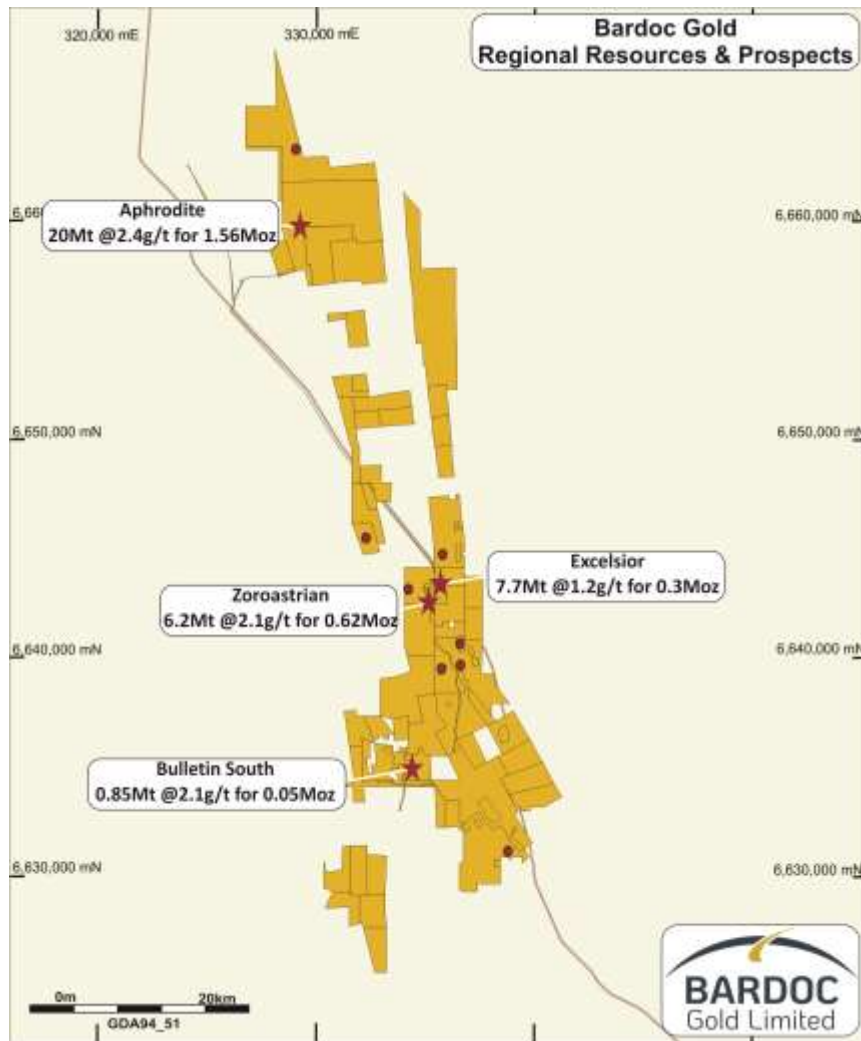 320,000 mE
330,000 mE
Bardoc Gold
Regional Resources & Prospects
Aphrodite
20Mt @2.4g/t for 1.56Moz
6,660
6,660,000 mN
6,650,000 mN
6,650,000 mN
Excelsior
7.7Mt @1.2g/t for 0.3Moz
Zoroastrian
6.2Mt @2.1g/t for 0.62Moz
6,640,000 mN
6,640,000 mN
Bulletin South
0.85Mt @2.1g/t for 0.05Moz
6,630,000 mN
6,630,000 mN
0m
20km
GDA94_51
BARDOC
Gold Limited